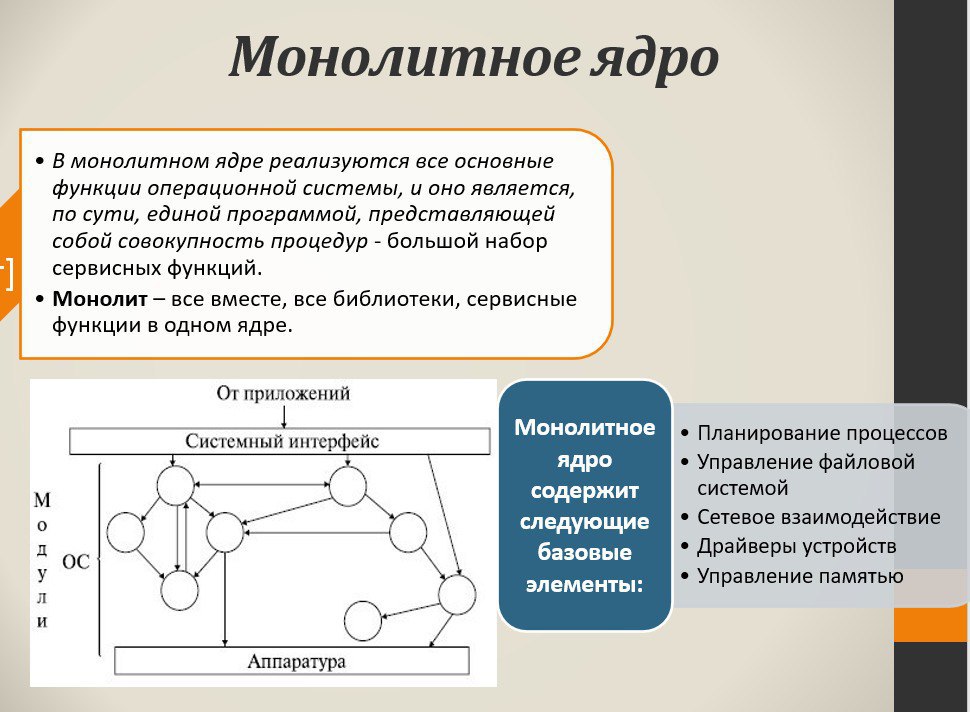 Монолитное ядро
• В монолитном ядре реализуются все основные
функции операционной системы, и оно является,
по сути, единой программой, представляющей
собой совокупность процедур - большой набор
сервисных функций.
• Монолит – все вместе, все библиотеки, сервисные
функции в одном ядре.
От приложений
Системный интерфейс
Модули
ОС
Аппаратура
Монолитное
ядро
содержит
следующие
базовые
элементы:
• Планирование процессов
• Управление файловой
системой
• Сетевое взаимодействие
• Драйверы устройств
• Управление памятью